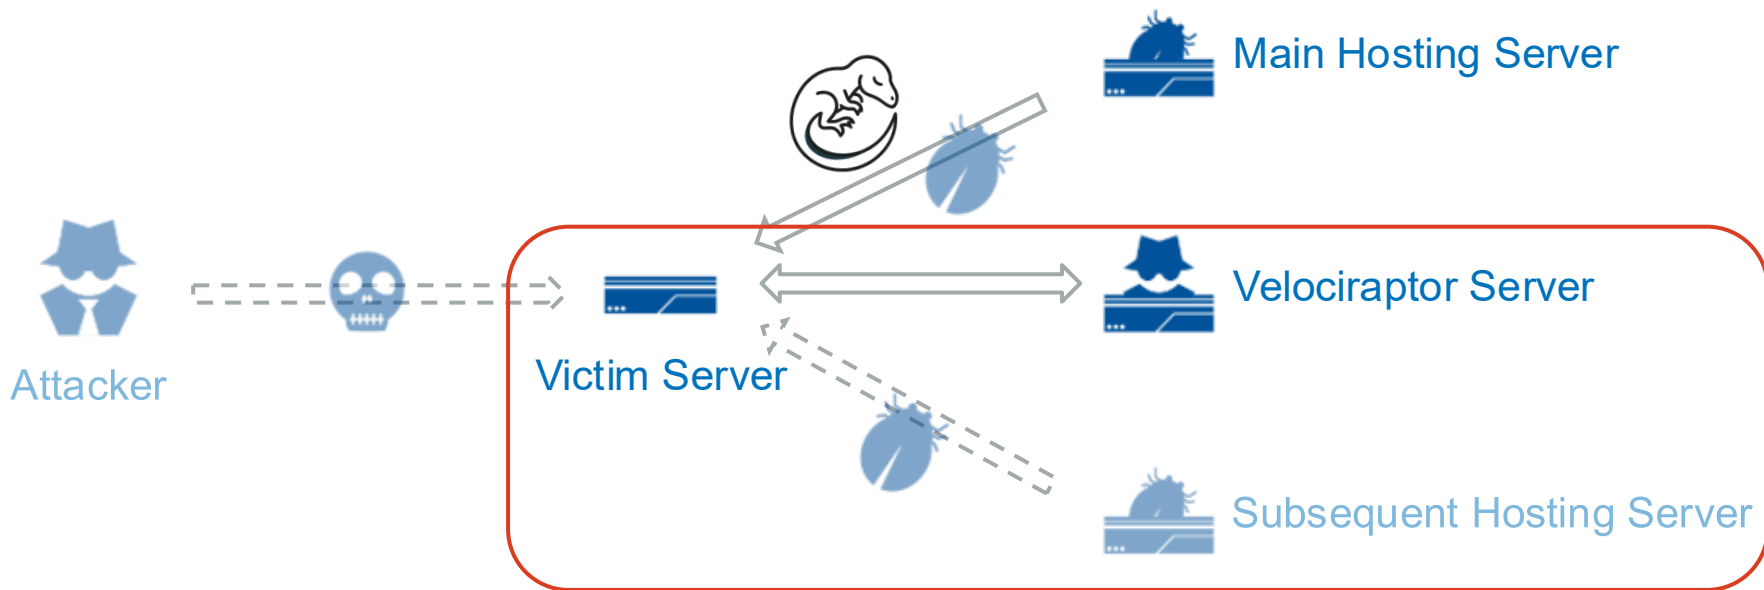 Main Hosting Server
Velociraptor Server
Attacker
Victim Server
Subsequent Hosting Server